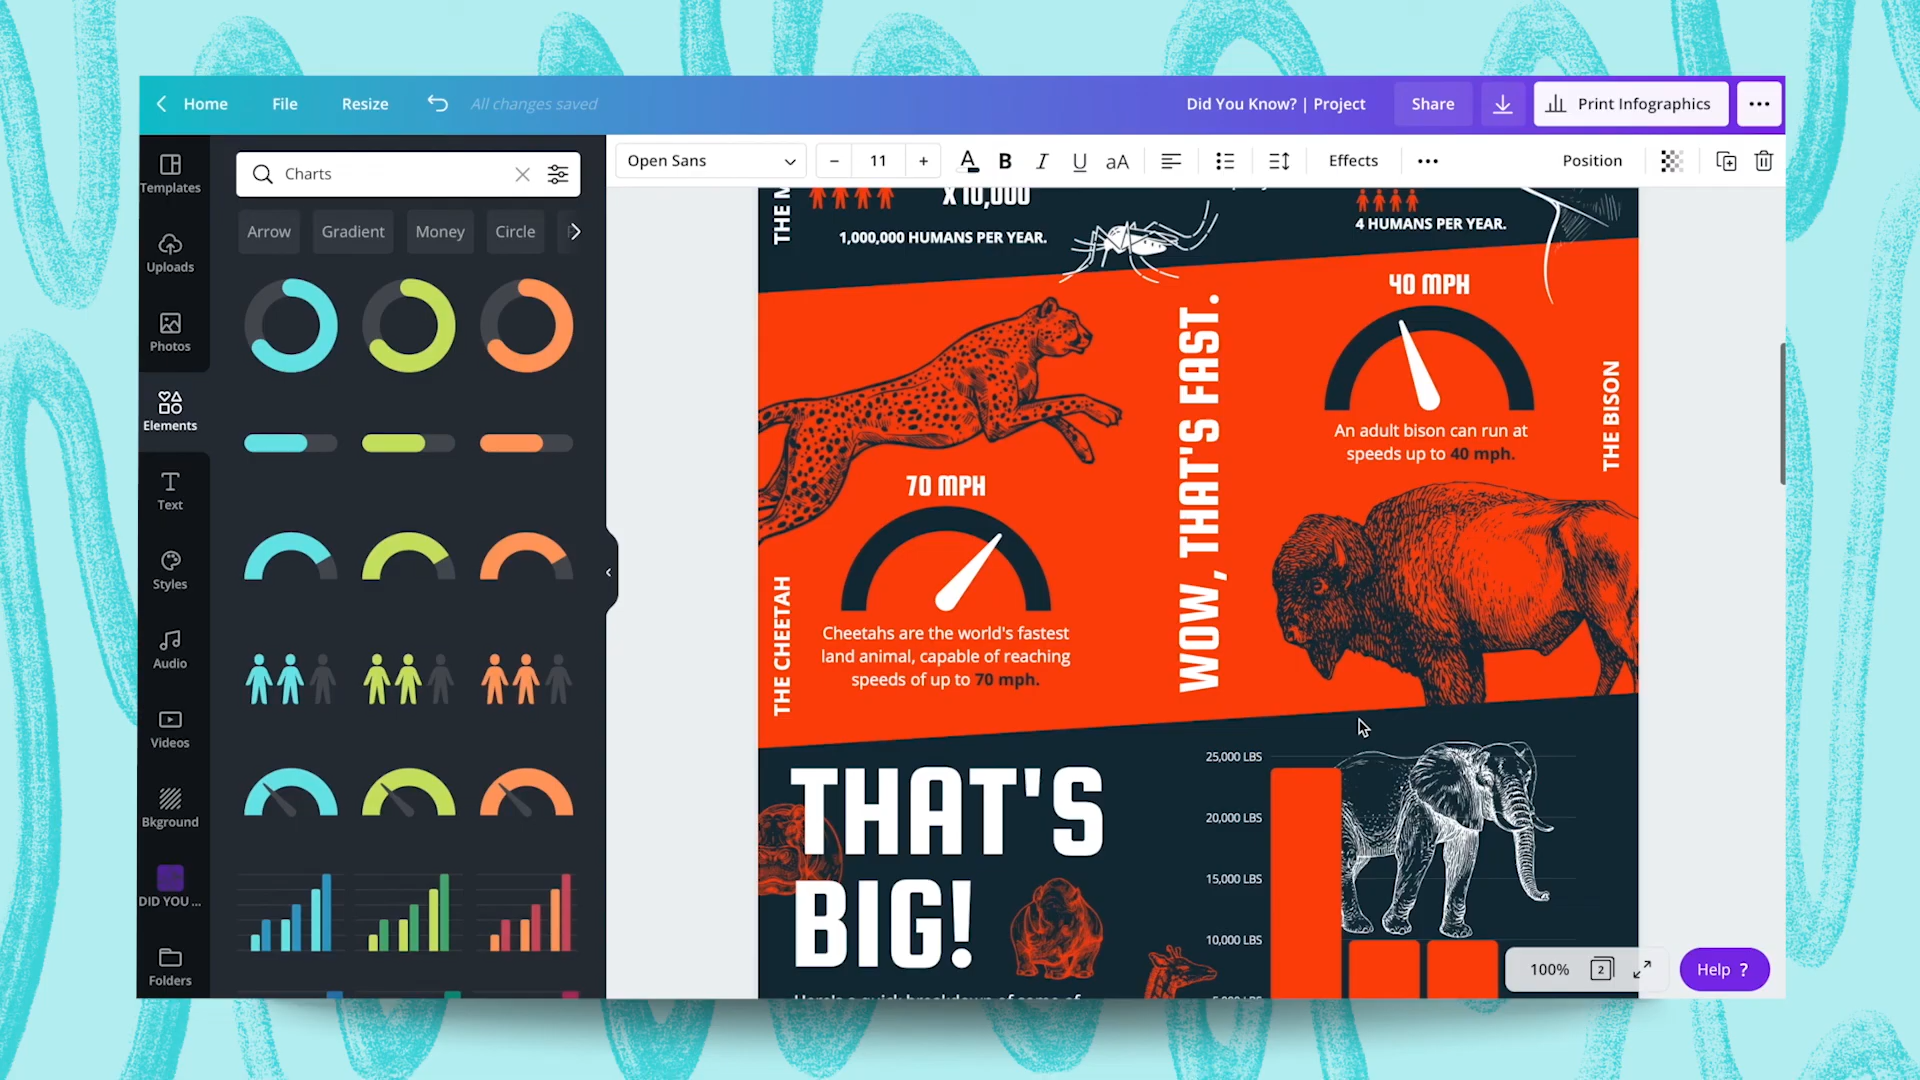 Home
File
Resize
All changes saved
Did You Know? | Project
Share
Print Infographics
Templates
Uploads
Photos
Elements
Text
Styles
Audio
Videos
Bkground
DID YOU ...
Folders
Charts
Arrow
Gradient
Money
Circle
Open Sans
11
B
I
U
aA
Effects
Position
THE M
X 10,000
1,000,000 HUMANS PER YEAR.
4 HUMANS PER YEAR.
WOW, THAT'S FAST.
40 MPH
An adult bison can run at
speeds up to 40 mph.
THE BISON
THE CHEETAH
70 MPH
Cheetahs are the world's fastest
land animal, capable of reaching
speeds of up to 70 mph.
THAT'S
BIG!
25,000 LBS
20,000 LBS
15,000 LBS
10,000 LBS
100%
2
Help ?